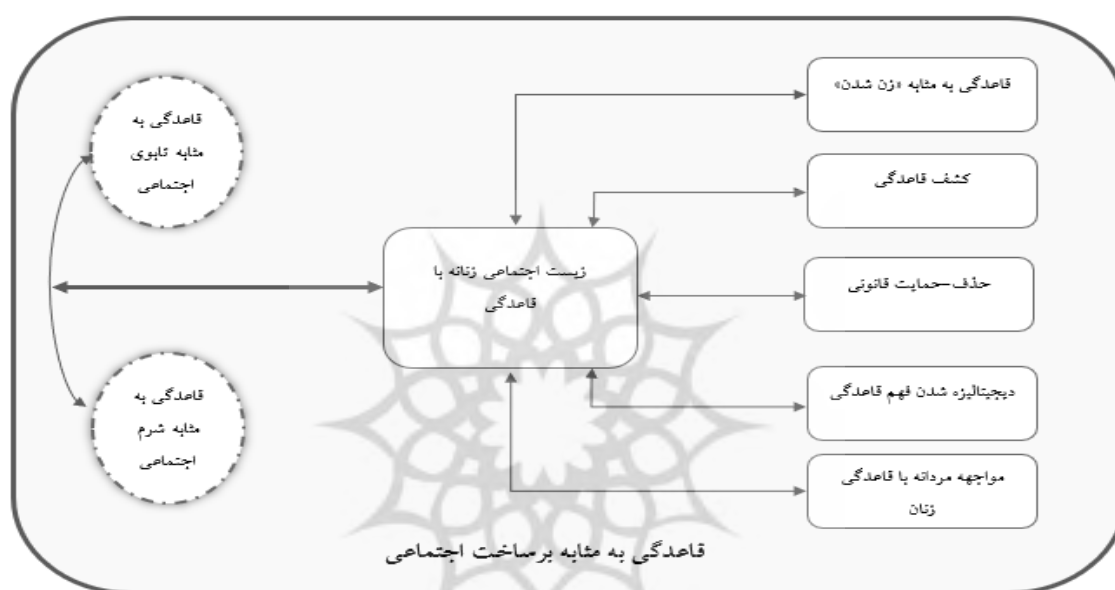 قاعدگی به مثابه «زن شدن»
کشف قاعدگی
حذف-حمایت قانونی
دیجیتالیزه شدن فهم قاعدگی
مواجهه مردانه با قاعدگی
زنان
زیست اجتماعی زنانه با
قاعدگی
قاعدگی به
مثابه تابوی
اجتماعی
قاعدگی به
مثابه شرم
اجتماعی
قاعدگی به مثابه برساخت اجتماعی